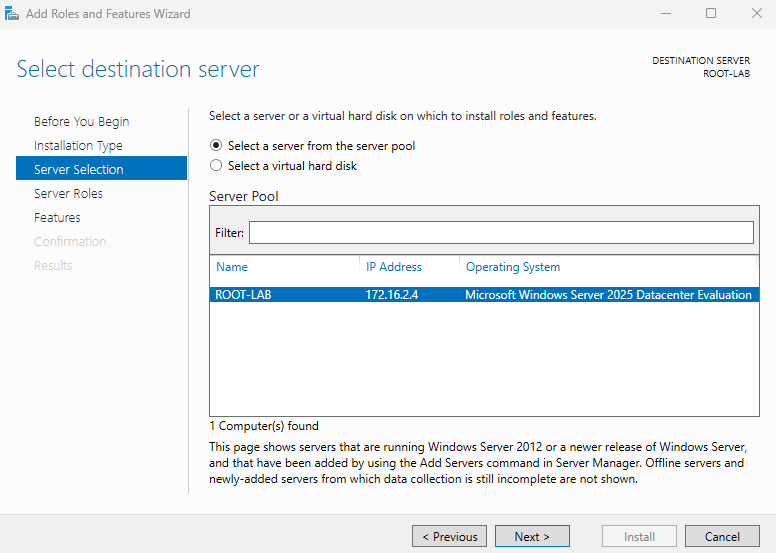 Add Roles and Features Wizard
Select destination server
DESTINATION SERVER
ROOT-LAB
Before You Begin
Installation Type
Server Selection
Server Roles
Features
Confirmation
Results
Select a server or a virtual hard disk on which to install roles and features.
Select a server from the server pool
Select a virtual hard disk
Server Pool
Filter:
Name IP Address Operating System
ROOT-LAB 172.16.2.4 Microsoft Windows Server 2025 Datacenter Evaluation
1 Computer(s) found
This page shows servers that are running Windows Server 2012 or a newer release of Windows Server,
and that have been added by using the Add Servers command in Server Manager. Offline servers and
newly-added servers from which data collection is still incomplete are not shown.
< Previous Next > Install Cancel